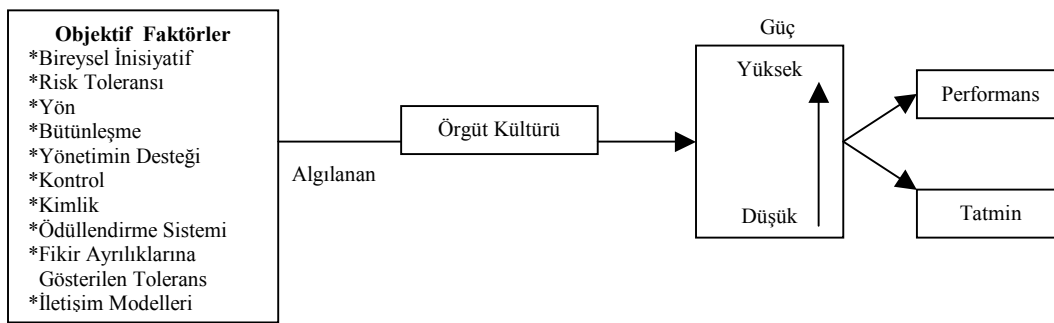 Objektif Faktörler
*Bireysel İnisiyatif
*Risk Toleransı
*Yön
*Bütünleşme
*Yönetimin Desteği
*Kontrol
*Kimlik
*Ödüllendirme Sistemi
*Fikir Ayrılıklarına
Gösterilen Tolerans
*İletişim Modelleri
Algılanan
Örgüt Kültürü
Güç
Yüksek
Düşük
Performans
Tatmin